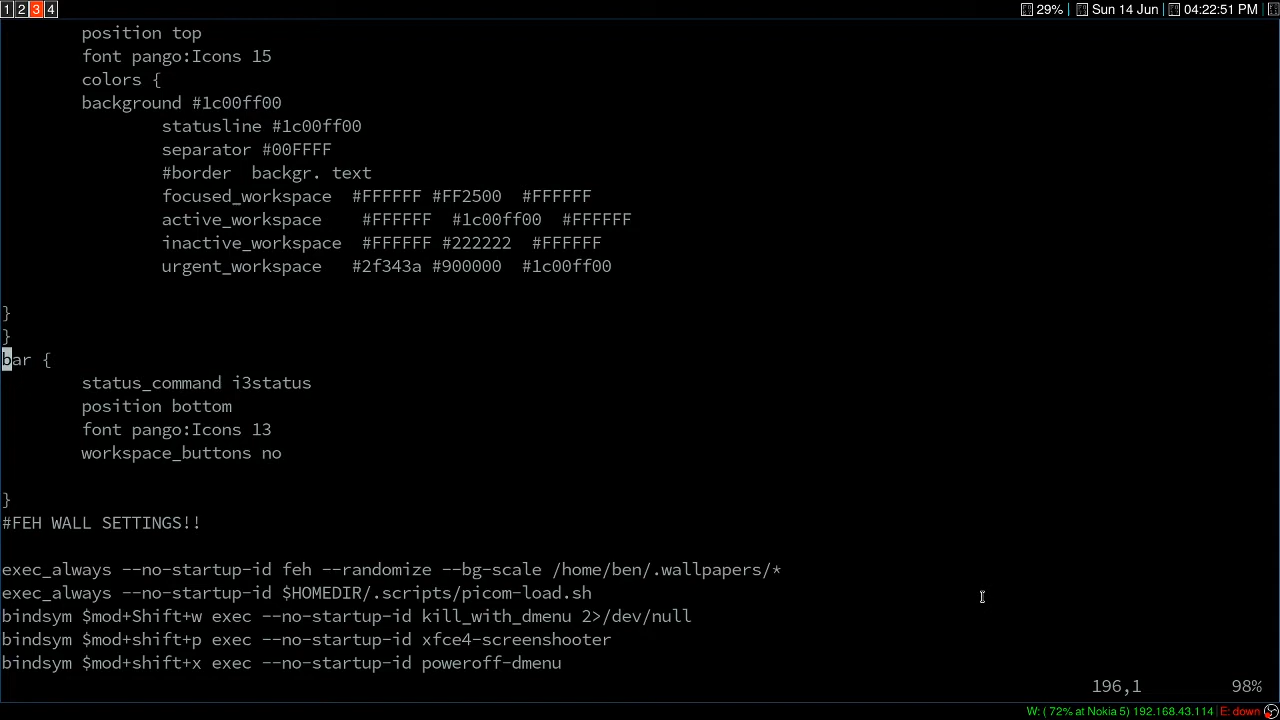 1 2 3 4 29% | Sun 14 Jun | 04:22:51 PM |
position top
font pango:Icons 15
colors {
background #1c00ff00
statusline #1c00ff00
separator #00FFFF
#border  backgr. text
focused_workspace  #FFFFFF #FF2500  #FFFFFF
active_workspace    #FFFFFF  #1c00ff00  #FFFFFF
inactive_workspace  #FFFFFF #222222  #FFFFFF
urgent_workspace   #2f343a #900000  #1c00ff00
}
}
bar {
status_command i3status
position bottom
font pango:Icons 13
workspace_buttons no
}
#FEH WALL SETTINGS!!
exec_always --no-startup-id feh --randomize --bg-scale /home/ben/.wallpapers/*
exec_always --no-startup-id $HOMEDIR/.scripts/picom-load.sh
bindsym $mod+Shift+w exec --no-startup-id kill_with_dmenu 2>/dev/null
bindsym $mod+shift+p exec --no-startup-id xfce4-screenshooter
bindsym $mod+shift+x exec --no-startup-id poweroff-dmenu
196,1 98%
W: ( 72% at Nokia 5) 192.168.43.114 | E: down